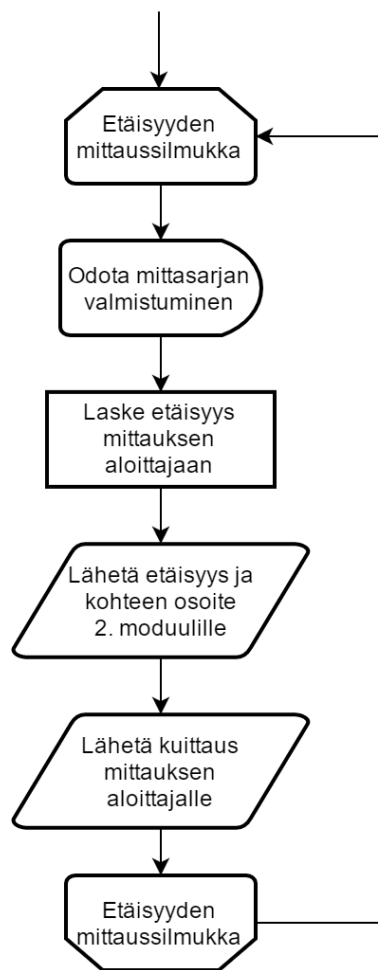 Etäisyyden
mittaussilmukka
Odota mittasarjan
valmistuminen
Laske etäisyys
mittauksen
aloittajaan
Lähetä etäisyys ja
kohteen osoite
2. moduulille
Lähetä kuittaus
mittauksen
aloittajalle
Etäisyyden
mittaussilmukka